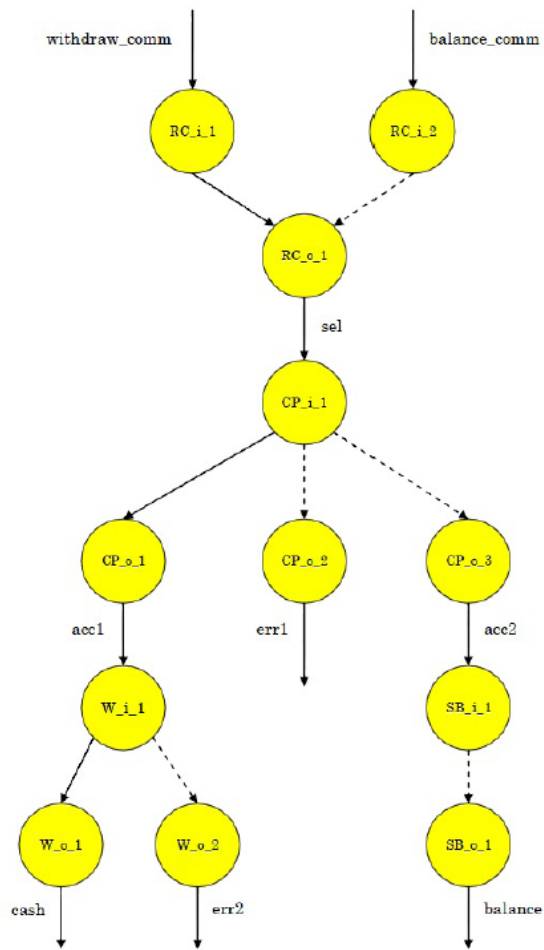 withdraw_comm balance_comm
RC_i_1 RC_i_2
RC_o_1
sel
CP_i_1
CP_o_1 CP_o_2 CP_o_3
acc1 err1 acc2
W_i_1 SB_i_1
W_o_1 W_o_2 SB_o_1
cash err2 balance